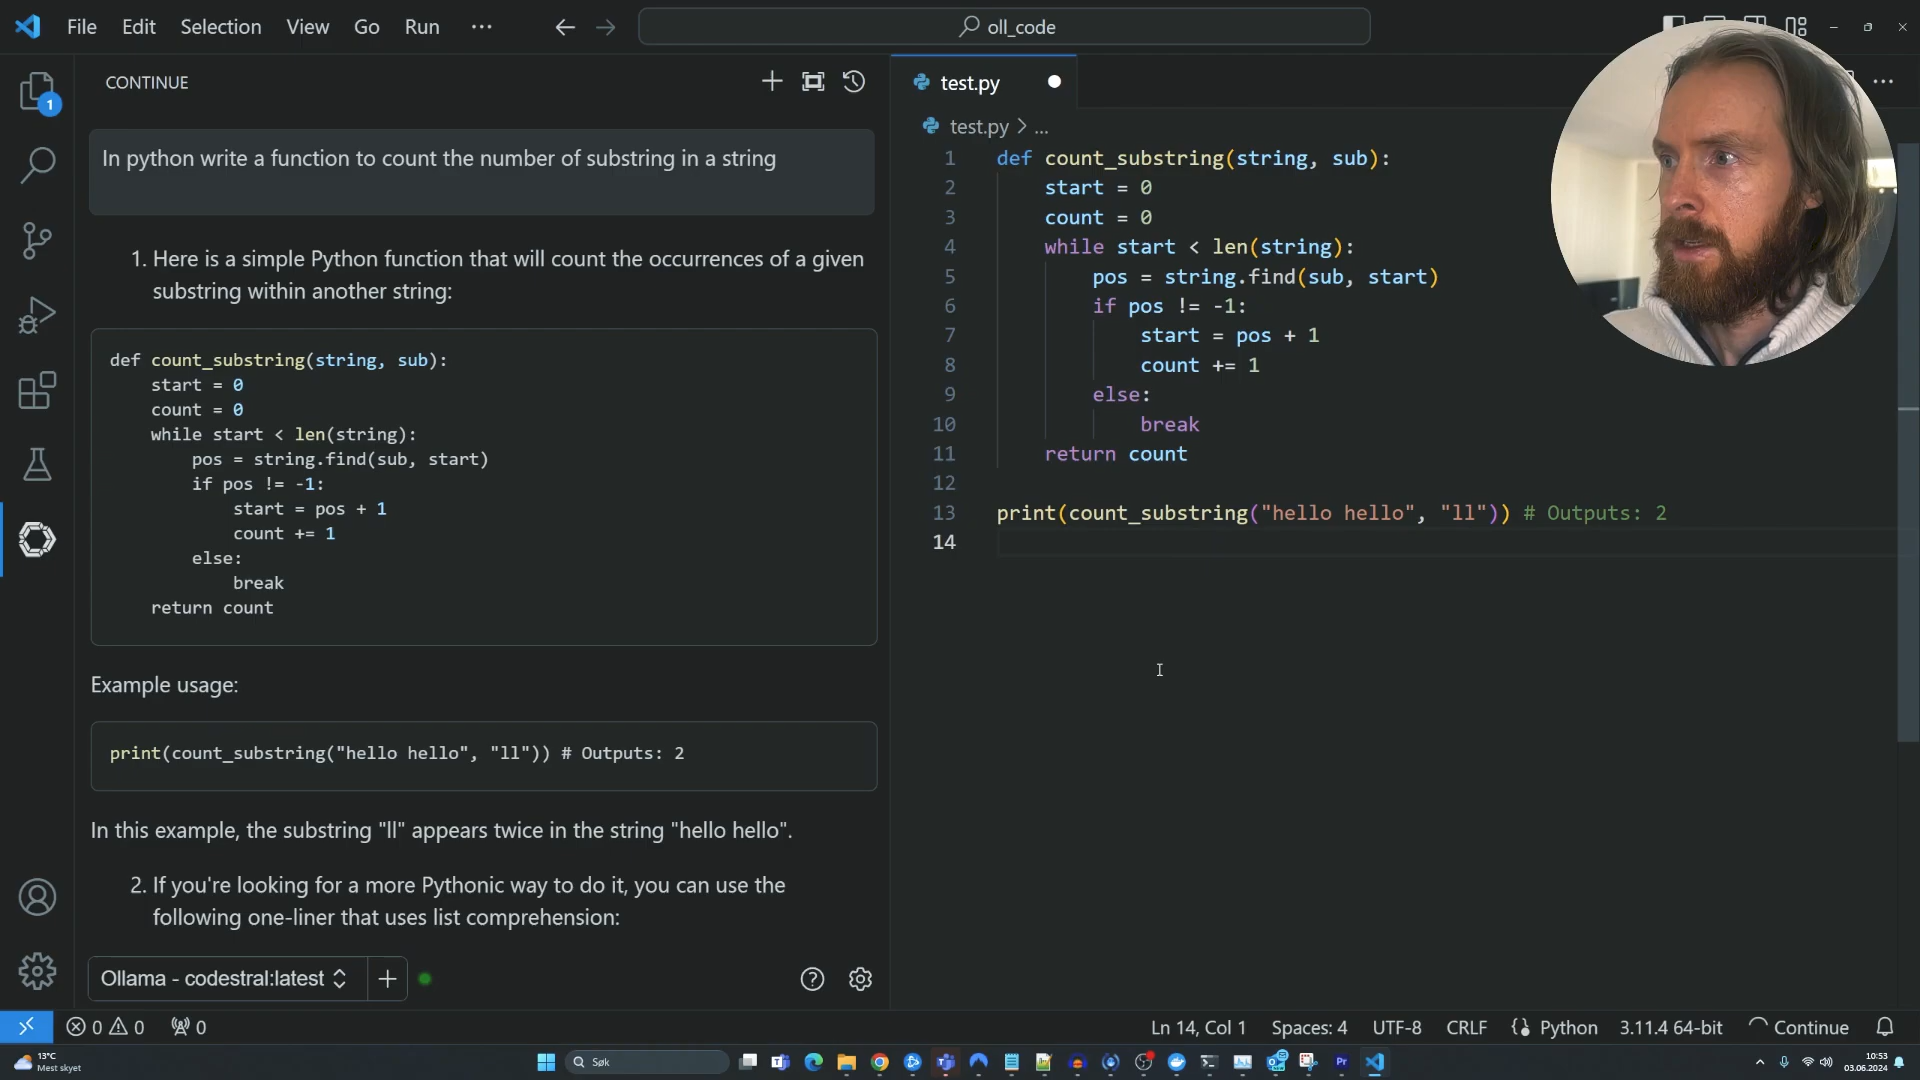 File Edit Selection View Go Run ···
oll_code
1
CONTINUE
In python write a function to count the number of substring in a string
1. Here is a simple Python function that will count the occurrences of a given
substring within another string:
def count_substring(string, sub):
    start = 0
    count = 0
    while start < len(string):
        pos = string.find(sub, start)
        if pos != -1:
            start = pos + 1
            count += 1
        else:
            break
    return count
Example usage:
print(count_substring("hello hello", "ll")) # Outputs: 2
In this example, the substring "ll" appears twice in the string "hello hello".
2. If you're looking for a more Pythonic way to do it, you can use the
following one-liner that uses list comprehension:
Ollama - codestral:latest
test.py
test.py > ...
1 def count_substring(string, sub):
2     start = 0
3     count = 0
4     while start < len(string):
5         pos = string.find(sub, start)
6         if pos != -1:
7             start = pos + 1
8             count += 1
9         else:
10             break
11     return count
12
13 print(count_substring("hello hello", "ll")) # Outputs: 2
14
0 0 0
Ln 14, Col 1 Spaces: 4 UTF-8 CRLF Python 3.11.4 64-bit Continue
13°C
Mest skyet
Søk
Pr
10:53
03.06.2024